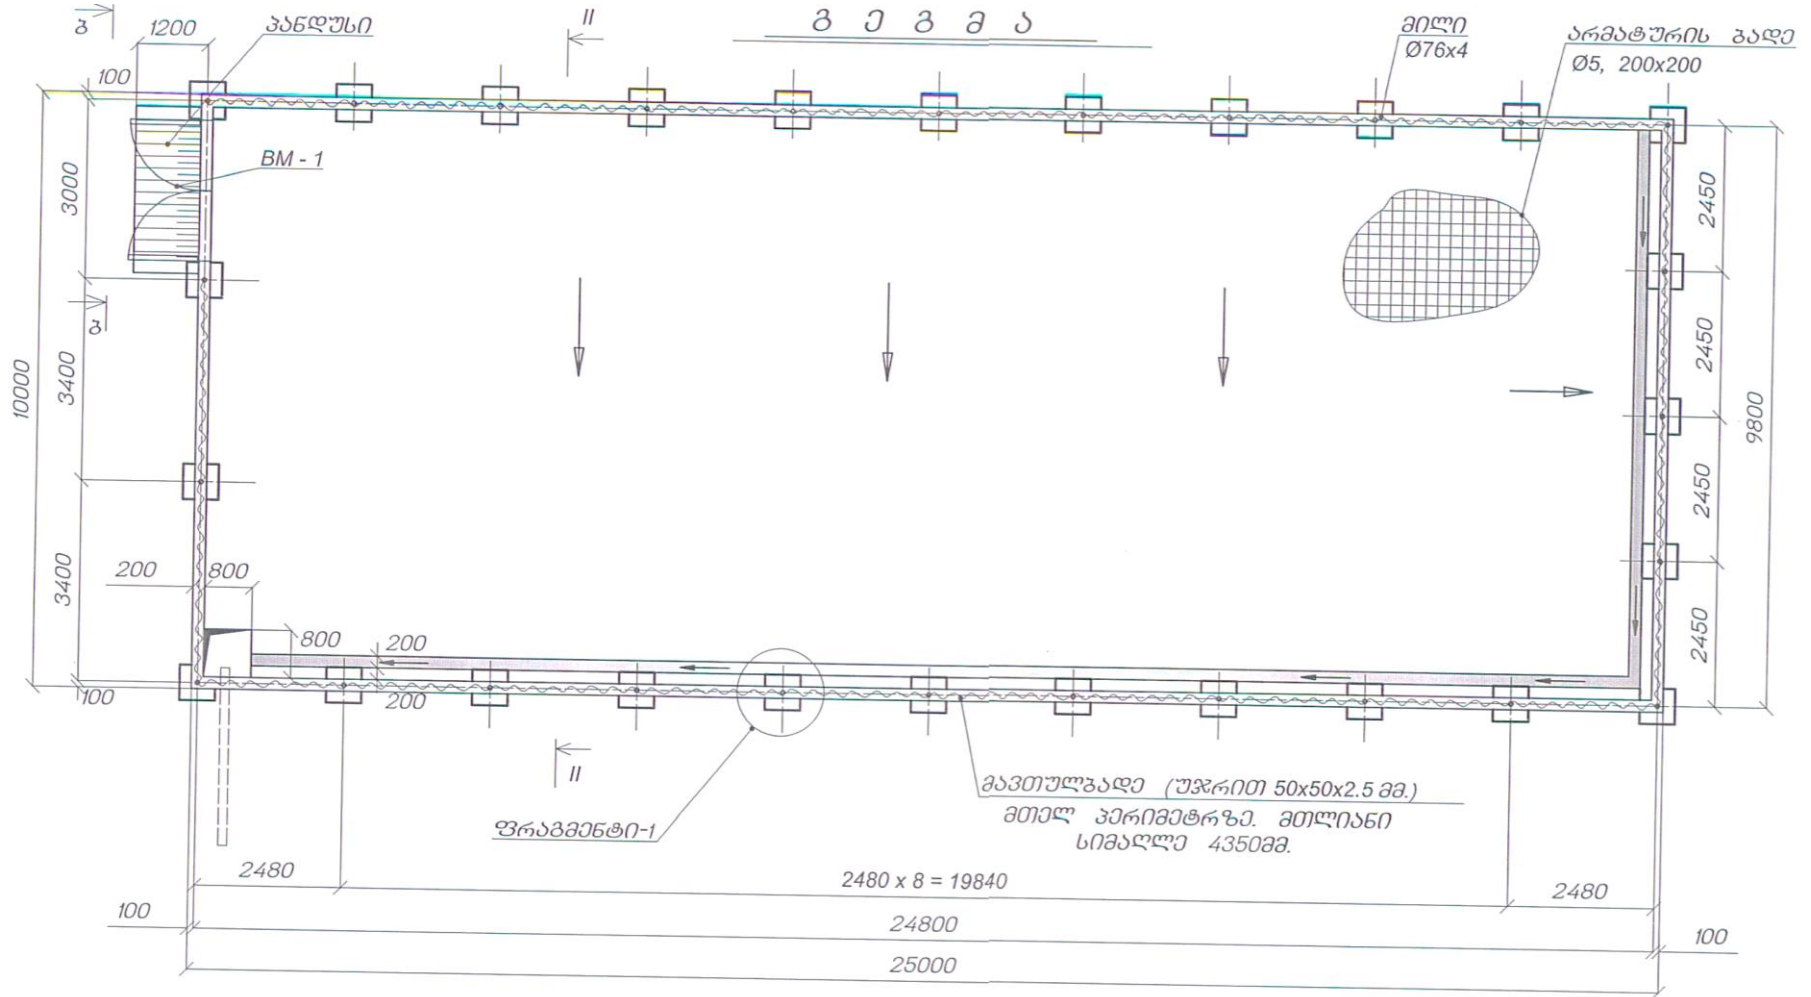 გ ე გ მ ა
ბ
1200
პანდუსი
II
მილი
Ø76x4
არმატურის ბადე
Ø5, 200x200
100
BM - 1
3000
ბ
3400
10000
3400
200
800
800
200
200
100
2450
2450
2450
2450
9800
II
ფრაგმენტი-1
მავთულბადე (უჯრით 50x50x2.5 მმ.)
მთელ პერიმეტრზე. მთლიანი
სიმაღლე 4350მმ.
2480
2480 x 8 = 19840
2480
100
24800
100
25000